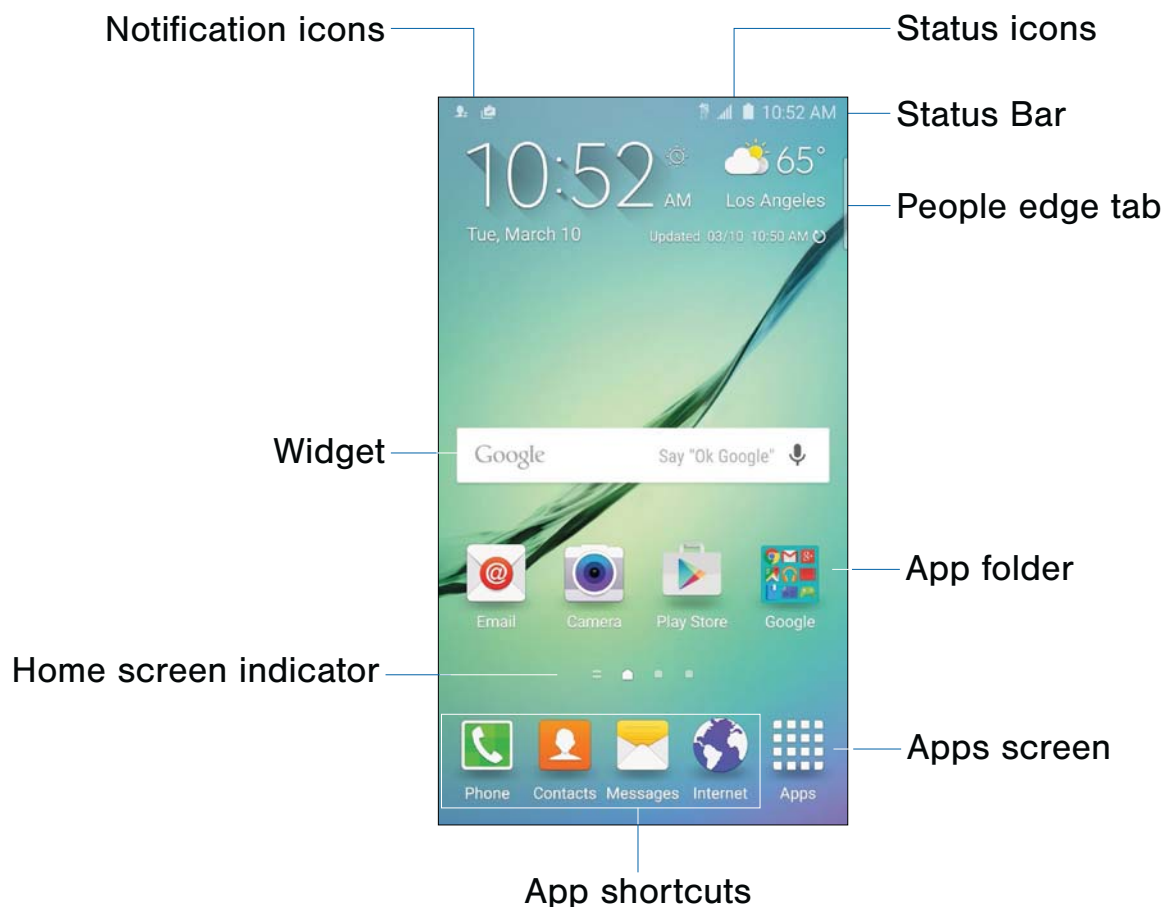 Notification icons
Status icons
10:52 AM
Status Bar
10:52 AM
65°
Los Angeles
People edge tab
Tue, March 10
Updated 03/10 10:50 AM
Widget
Google
Say "Ok Google"
App folder
Email
Camera
Play Store
Google
Home screen indicator
Apps screen
Phone
Contacts
Messages
Internet
Apps
App shortcuts